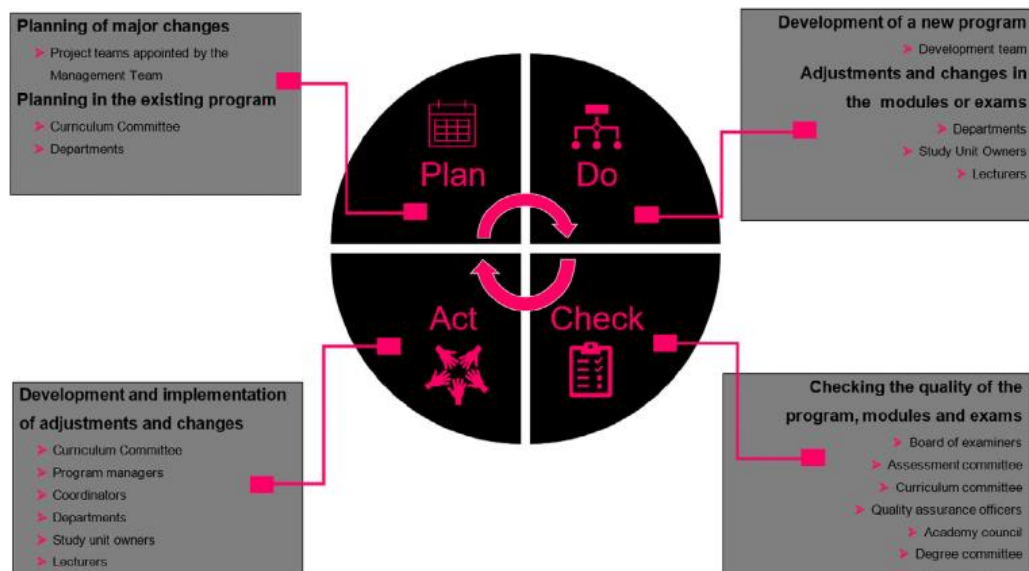 Planning of major changes
Project teams appointed by the
Management Team
Planning in the existing program
Curriculum Committee
Departments
Development of a new program
Development team
Adjustments and changes in
the modules or exams
Departments
Study Unit Owners
Lecturers
Plan
Do
Act
Check
Development and implementation
of adjustments and changes
Curriculum Committee
Program managers
Coordinators
Departments
Study unit owners
Lecturers
Checking the quality of the
program, modules and exams
Board of examiners
Assessment committee
Curriculum committee
Quality assurance officers
Academy council
Degree committee